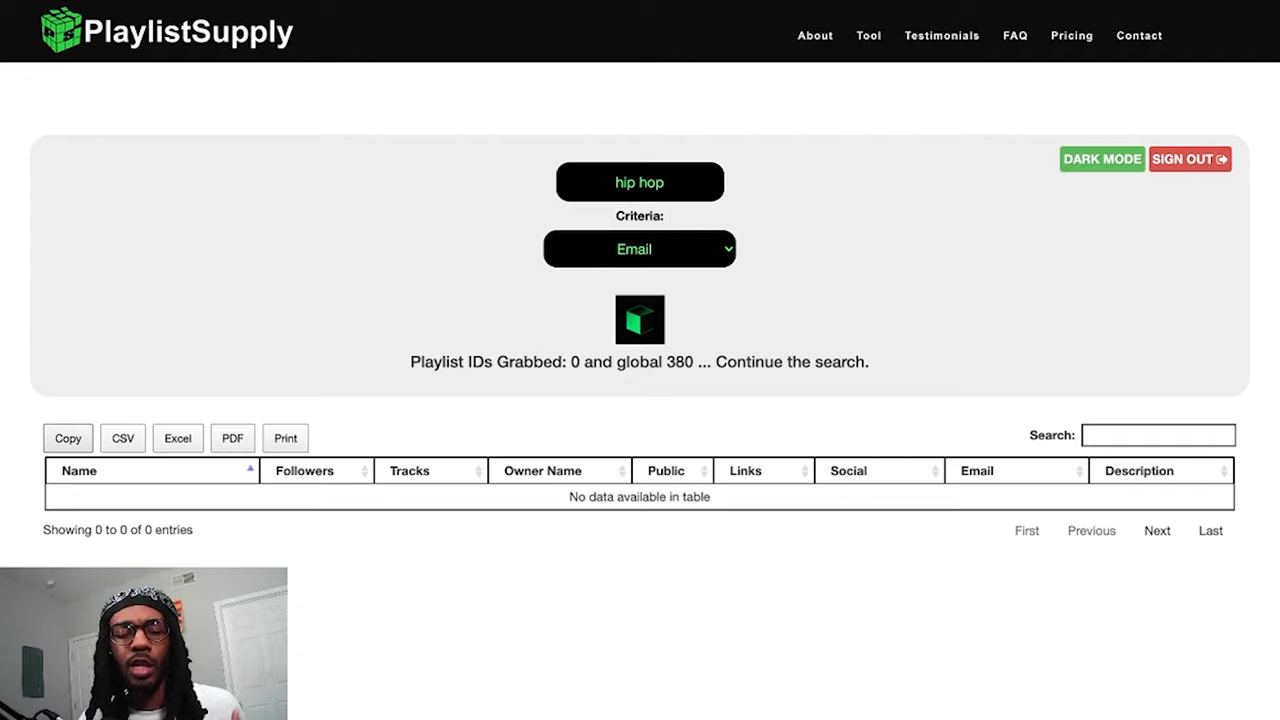 PlaylistSupply
About Tool Testimonials FAQ Pricing Contact
DARK MODE SIGN OUT
hip hop
Criteria:
Email
Playlist IDs Grabbed: 0 and global 380 ... Continue the search.
Copy CSV Excel PDF Print Search:
Name Followers Tracks Owner Name Public Links Social Email Description
No data available in table
Showing 0 to 0 of 0 entries First Previous Next Last